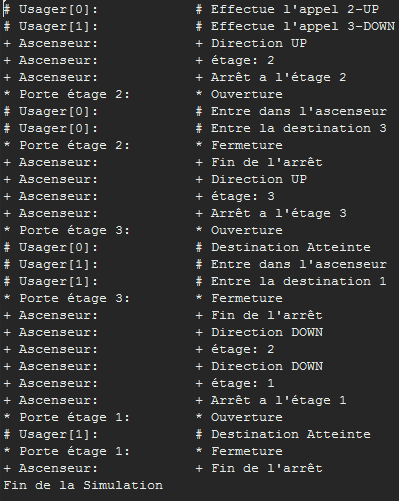 # Usager[0]: # Effectue l'appel 2-UP
# Usager[1]: # Effectue l'appel 3-DOWN
+ Ascenseur: + Direction UP
+ Ascenseur: + étage: 2
+ Ascenseur: + Arrêt a l'étage 2
* Porte étage 2: * Ouverture
# Usager[0]: # Entre dans l'ascenseur
# Usager[0]: # Entre la destination 3
* Porte étage 2: * Fermeture
+ Ascenseur: + Fin de l'arrêt
+ Ascenseur: + Direction UP
+ Ascenseur: + étage: 3
+ Ascenseur: + Arrêt a l'étage 3
* Porte étage 3: * Ouverture
# Usager[0]: # Destination Atteinte
# Usager[1]: # Entre dans l'ascenseur
# Usager[1]: # Entre la destination 1
* Porte étage 3: * Fermeture
+ Ascenseur: + Fin de l'arrêt
+ Ascenseur: + Direction DOWN
+ Ascenseur: + étage: 2
+ Ascenseur: + Direction DOWN
+ Ascenseur: + étage: 1
+ Ascenseur: + Arrêt a l'étage 1
* Porte étage 1: * Ouverture
# Usager[1]: # Destination Atteinte
* Porte étage 1: * Fermeture
+ Ascenseur: + Fin de l'arrêt
Fin de la Simulation